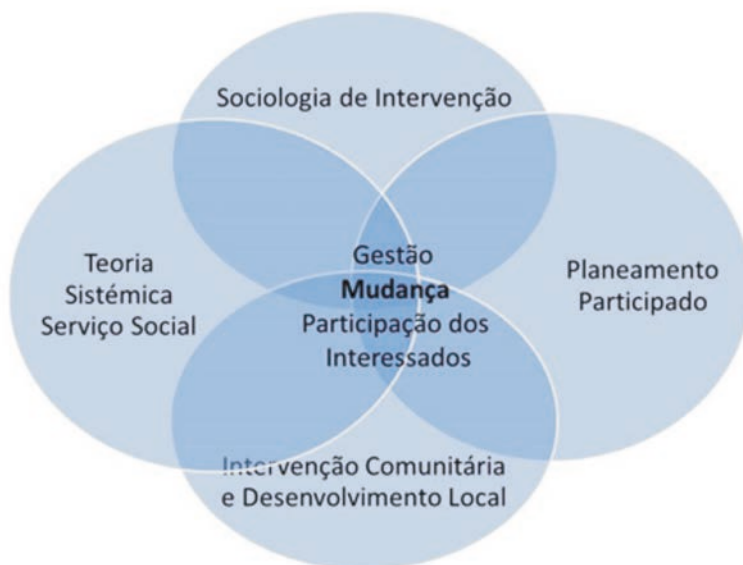 Sociologia de Intervenção
Teoria
Sistémica
Serviço Social
Gestão
Mudança
Participação dos
Interessados
Planeamento
Participado
Intervenção Comunitária
e Desenvolvimento Local